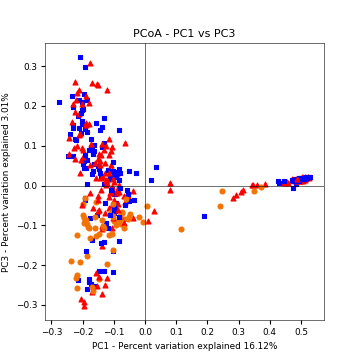 PCoA - PC1 vs PC3
PC3 - Percent variation explained 3.01%
0.3
0.2
0.1
0.0
−0.1
−0.2
−0.3
−0.3 −0.2 −0.1 0.0 0.1 0.2 0.3 0.4 0.5
PC1 - Percent variation explained 16.12%